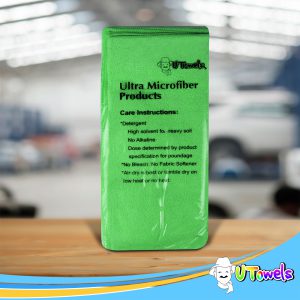 UTowels
Ultra Microfiber
Products
Care Instructions:
*Detergent
High solvent for heavy soil
No Alkaline
Dose determined by product
specification for poundage
*No Bleach. No Fabric Softener
*Air dry is best or tumble dry on
low heat or no heat.
UTowels